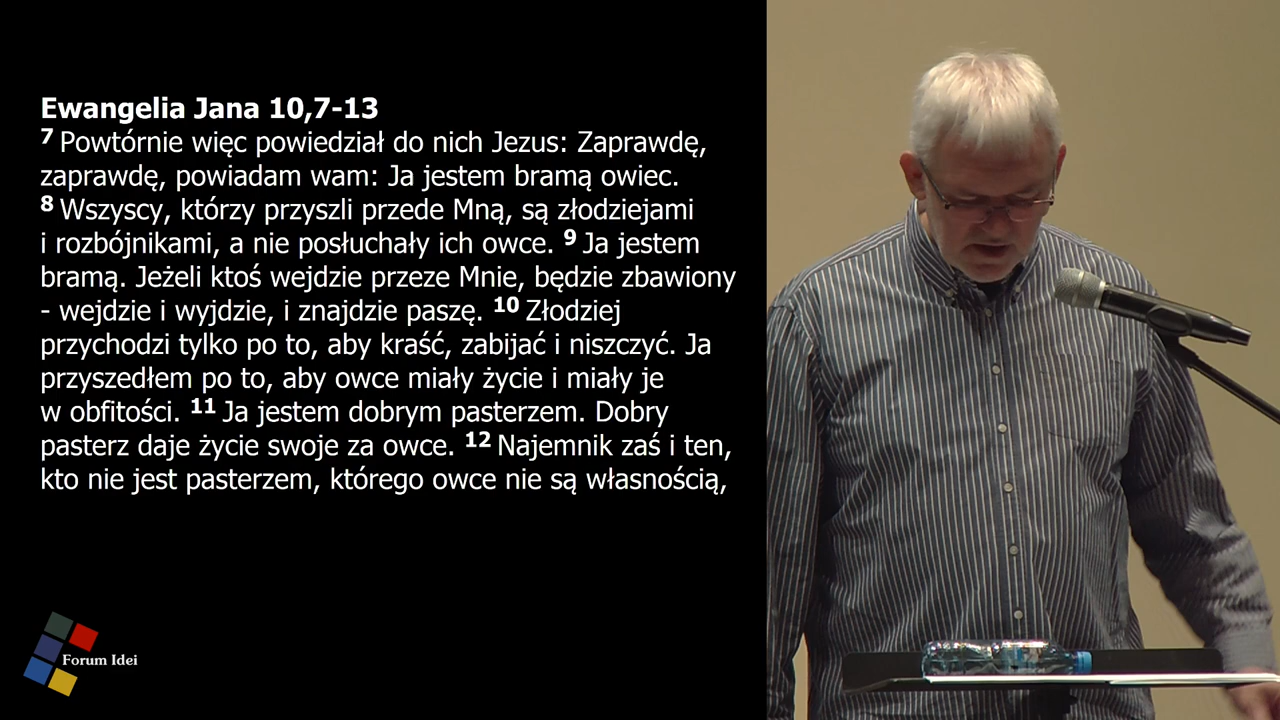 Ewangelia Jana 10,7-13
7 Powtórnie więc powiedział do nich Jezus: Zaprawdę,
zaprawdę, powiadam wam: Ja jestem bramą owiec.
8 Wszyscy, którzy przyszli przede Mną, są złodziejami
i rozbójnikami, a nie posłuchały ich owce. 9 Ja jestem
bramą. Jeżeli ktoś wejdzie przeze Mnie, będzie zbawiony
- wejdzie i wyjdzie, i znajdzie paszę. 10 Złodziej
przychodzi tylko po to, aby kraść, zabijać i niszczyć. Ja
przyszedłem po to, aby owce miały życie i miały je
w obfitości. 11 Ja jestem dobrym pasterzem. Dobry
pasterz daje życie swoje za owce. 12 Najemnik zaś i ten,
kto nie jest pasterzem, którego owce nie są własnością,
Forum Idei